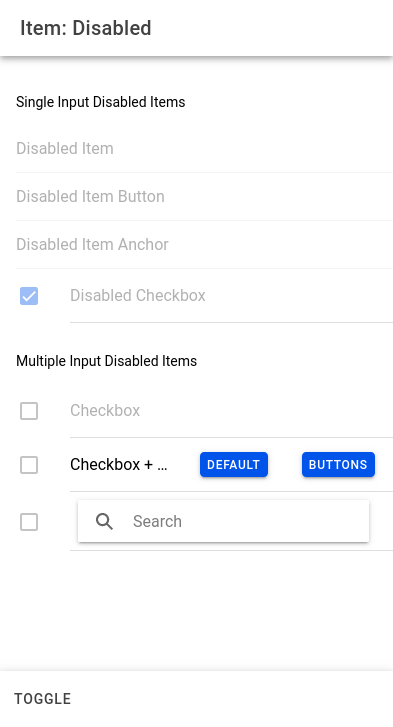 Item: Disabled
Single Input Disabled Items
Disabled Item
Disabled Item Button
Disabled Item Anchor
Disabled Checkbox
Multiple Input Disabled Items
Checkbox
Checkbox + ... DEFAULT BUTTONS
Search
TOGGLE